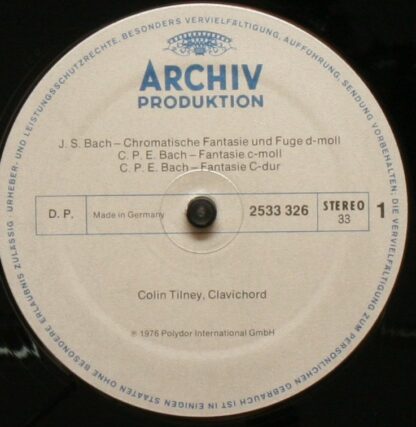 ARCHIV
PRODUKTION
J. S. Bach – Chromatische Fantasie und Fuge d-moll
C. P. E. Bach – Fantasie c-moll
C. P. E. Bach – Fantasie C-dur
D. P. Made in Germany 2533 326 STEREO 33 1
Colin Tilney, Clavichord
℗ 1976 Polydor International GmbH
URHEBER- UND LEISTUNGSSCHUTZRECHTE, BESONDERS VERVIELFÄLTIGUNG, AUFFÜHRUNG, SENDUNG VORBEHALTEN. DIE VERVIELFÄLTIGUNG ZUM PERSÖNLICHEN GEBRAUCH IST IN EINIGEN STAATEN OHNE BESONDERE ERLAUBNIS ZULÄSSIG